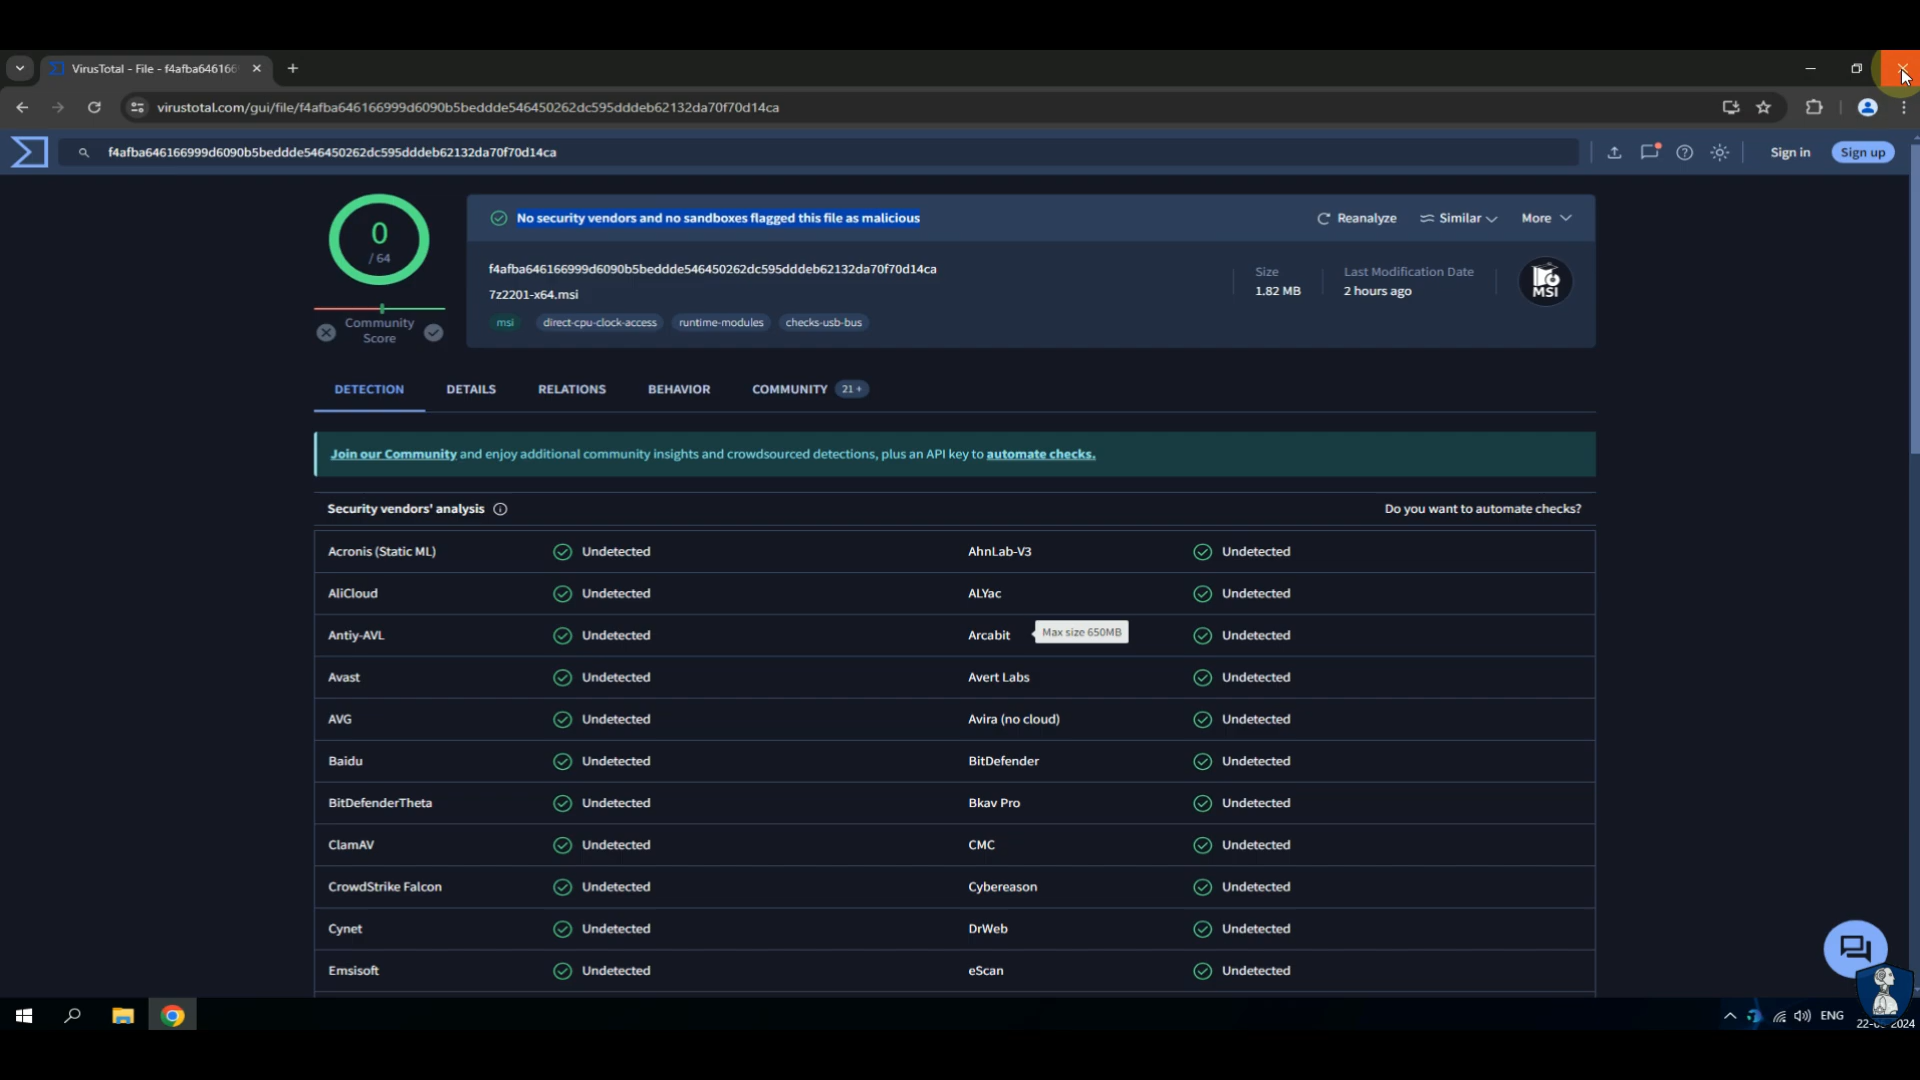 VirusTotal - File - f4afba646166
virustotal.com/gui/file/f4afba646166999d6090b5beddde546450262dc595dddeb62132da70f70d14ca
f4afba646166999d6090b5beddde546450262dc595dddeb62132da70f70d14ca
Sign in
Sign up
0
/ 64
Community
Score
No security vendors and no sandboxes flagged this file as malicious
Reanalyze
Similar
More
f4afba646166999d6090b5beddde546450262dc595dddeb62132da70f70d14ca
7z2201-x64.msi
msi
direct-cpu-clock-access
runtime-modules
checks-usb-bus
Size
1.82 MB
Last Modification Date
2 hours ago
MSI
DETECTION
DETAILS
RELATIONS
BEHAVIOR
COMMUNITY 21 +
Join our Community and enjoy additional community insights and crowdsourced detections, plus an API key to automate checks.
Security vendors' analysis
Do you want to automate checks?
Acronis (Static ML) Undetected AhnLab-V3 Undetected
AliCloud Undetected ALYac Undetected
Antiy-AVL Undetected Arcabit Max size 650MB Undetected
Avast Undetected Avert Labs Undetected
AVG Undetected Avira (no cloud) Undetected
Baidu Undetected BitDefender Undetected
BitDefenderTheta Undetected Bkav Pro Undetected
ClamAV Undetected CMC Undetected
CrowdStrike Falcon Undetected Cybereason Undetected
Cynet Undetected DrWeb Undetected
Emsisoft Undetected eScan Undetected
ENG